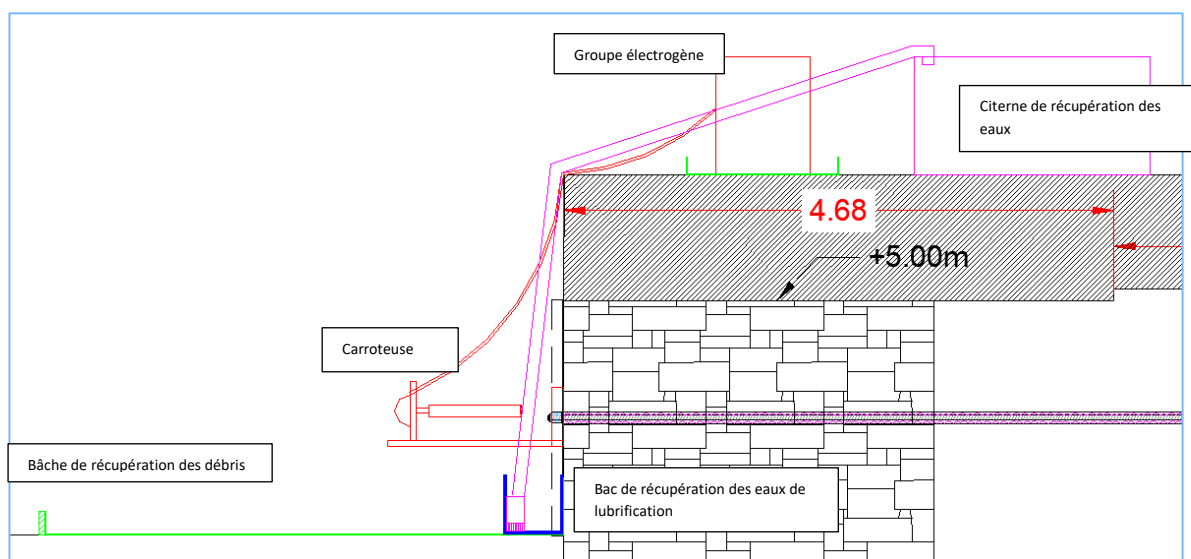 Groupe électrogène
Citerne de récupération des
eaux
4.68
+5.00m
Carroteuse
Bâche de récupération des débris
Bac de récupération des eaux de
lubrification